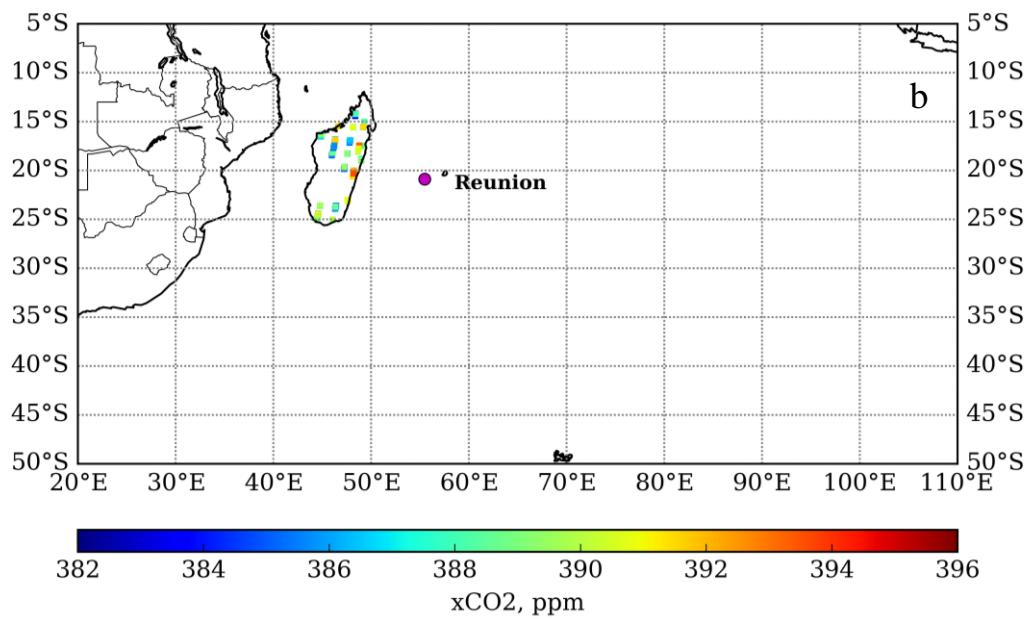 5°S 5°S
10°S 10°S
b
15°S 15°S
20°S 20°S
Reunion
25°S 25°S
30°S 30°S
35°S 35°S
40°S 40°S
45°S 45°S
50°S 50°S
20°E 30°E 40°E 50°E 60°E 70°E 80°E 90°E 100°E 110°E
382 384 386 388 390 392 394 396
xCO2, ppm